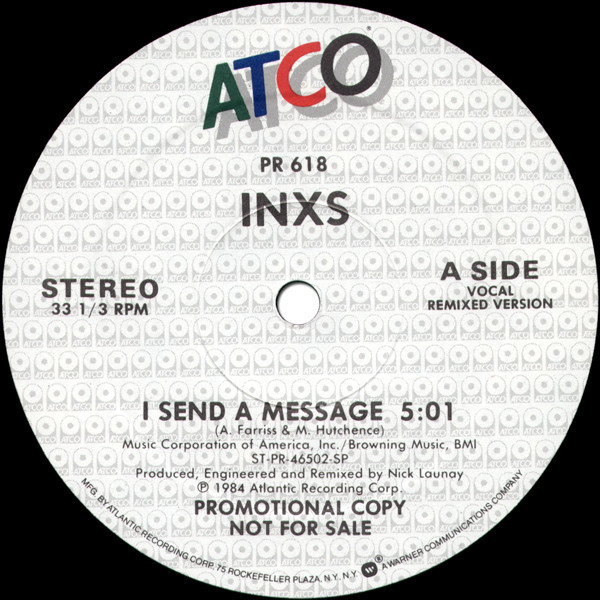 ATCO
PR 618
INXS
STEREO
33 1/3 RPM
A SIDE
VOCAL
REMIXED VERSION
I SEND A MESSAGE 5:01
(A. Farriss & M. Hutchence)
Music Corporation of America, Inc./Browning Music, BMI
ST-PR-46502-SP
Produced, Engineered and Remixed by Nick Launay
℗ 1984 Atlantic Recording Corp.
PROMOTIONAL COPY
NOT FOR SALE
MFG. BY ATLANTIC RECORDING CORP. 75 ROCKEFELLER PLAZA, N.Y. N.Y. ® A WARNER COMMUNICATIONS COMPANY